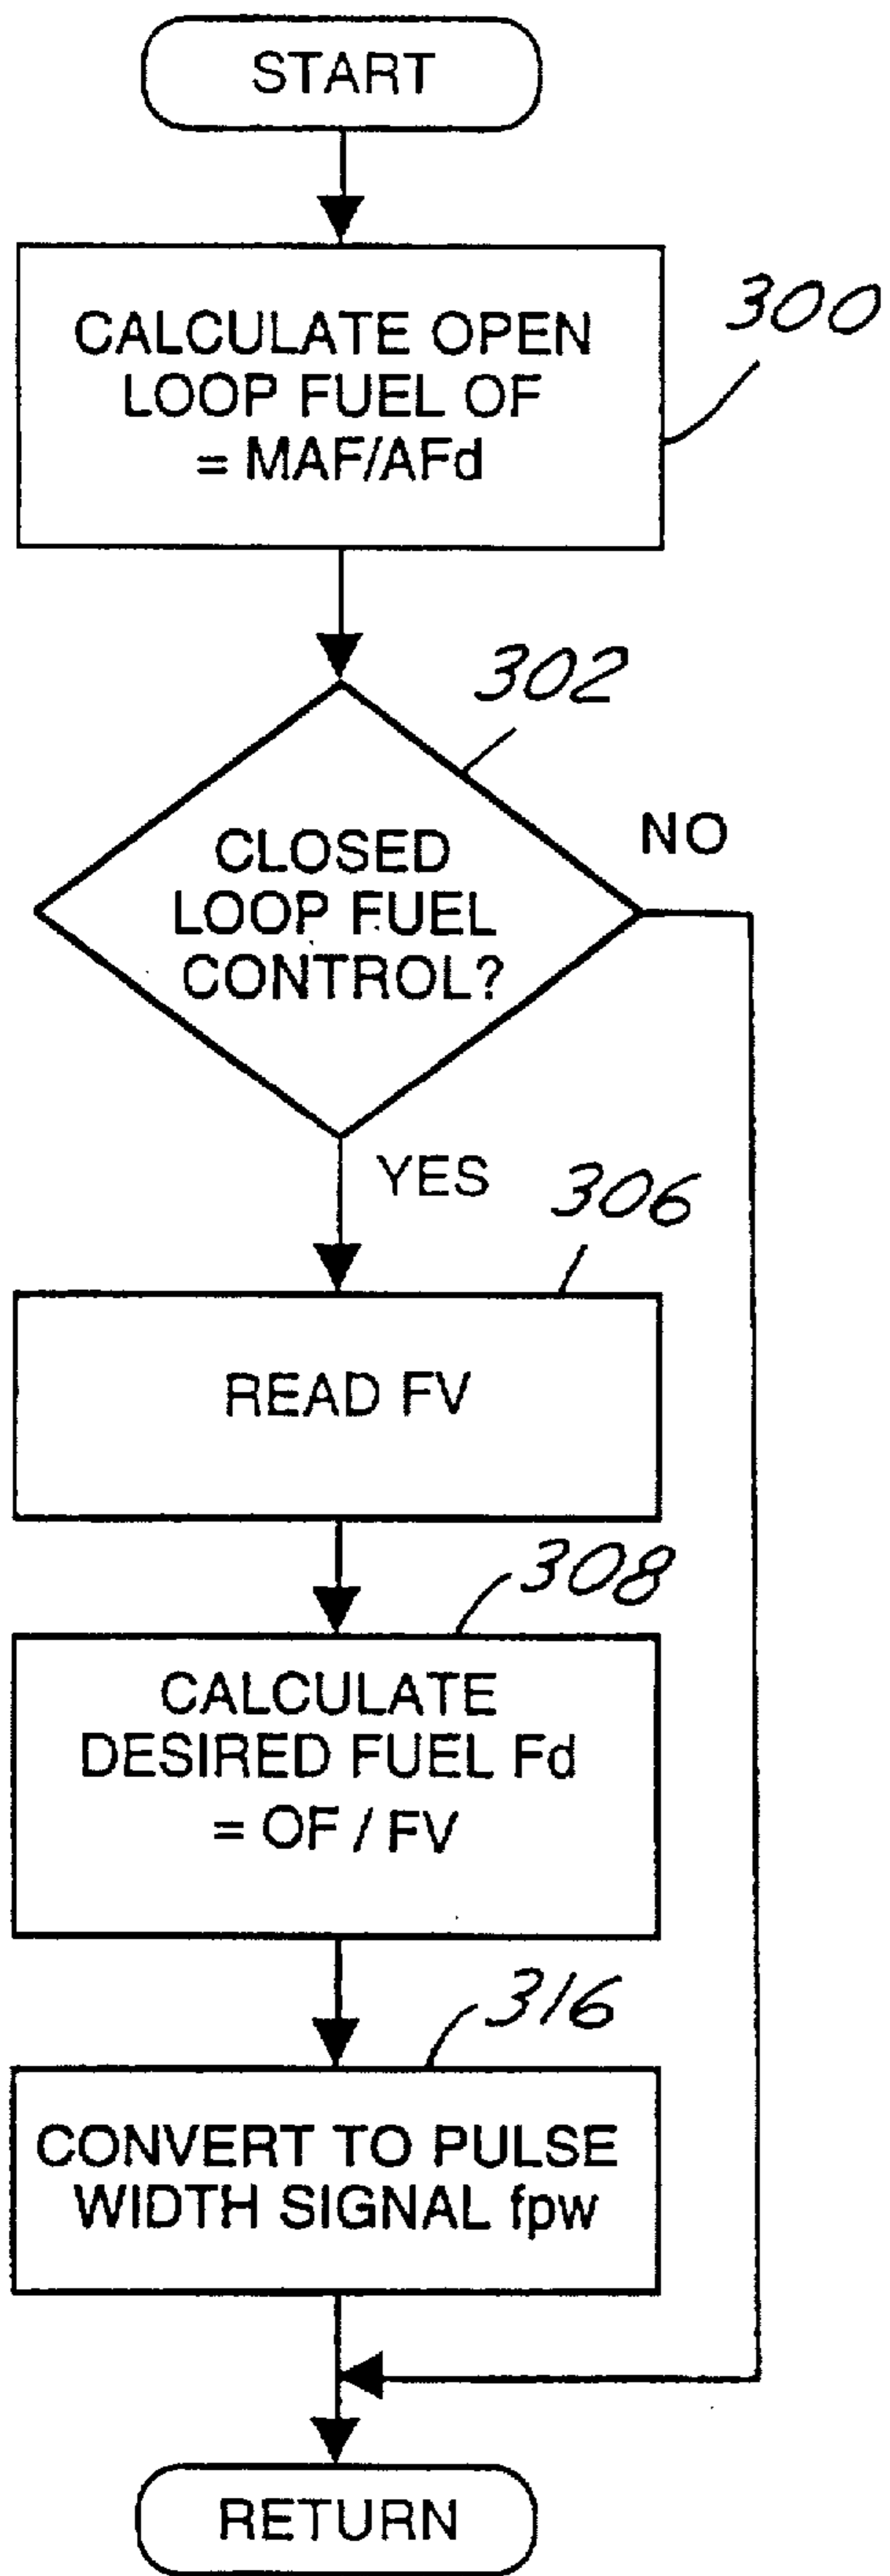 START
CALCULATE OPEN
LOOP FUEL OF
= MAF/AFd
300
302
CLOSED
LOOP FUEL
CONTROL?
NO
YES
306
READ FV
308
CALCULATE
DESIRED FUEL Fd
= OF / FV
316
CONVERT TO PULSE
WIDTH SIGNAL fpw
RETURN